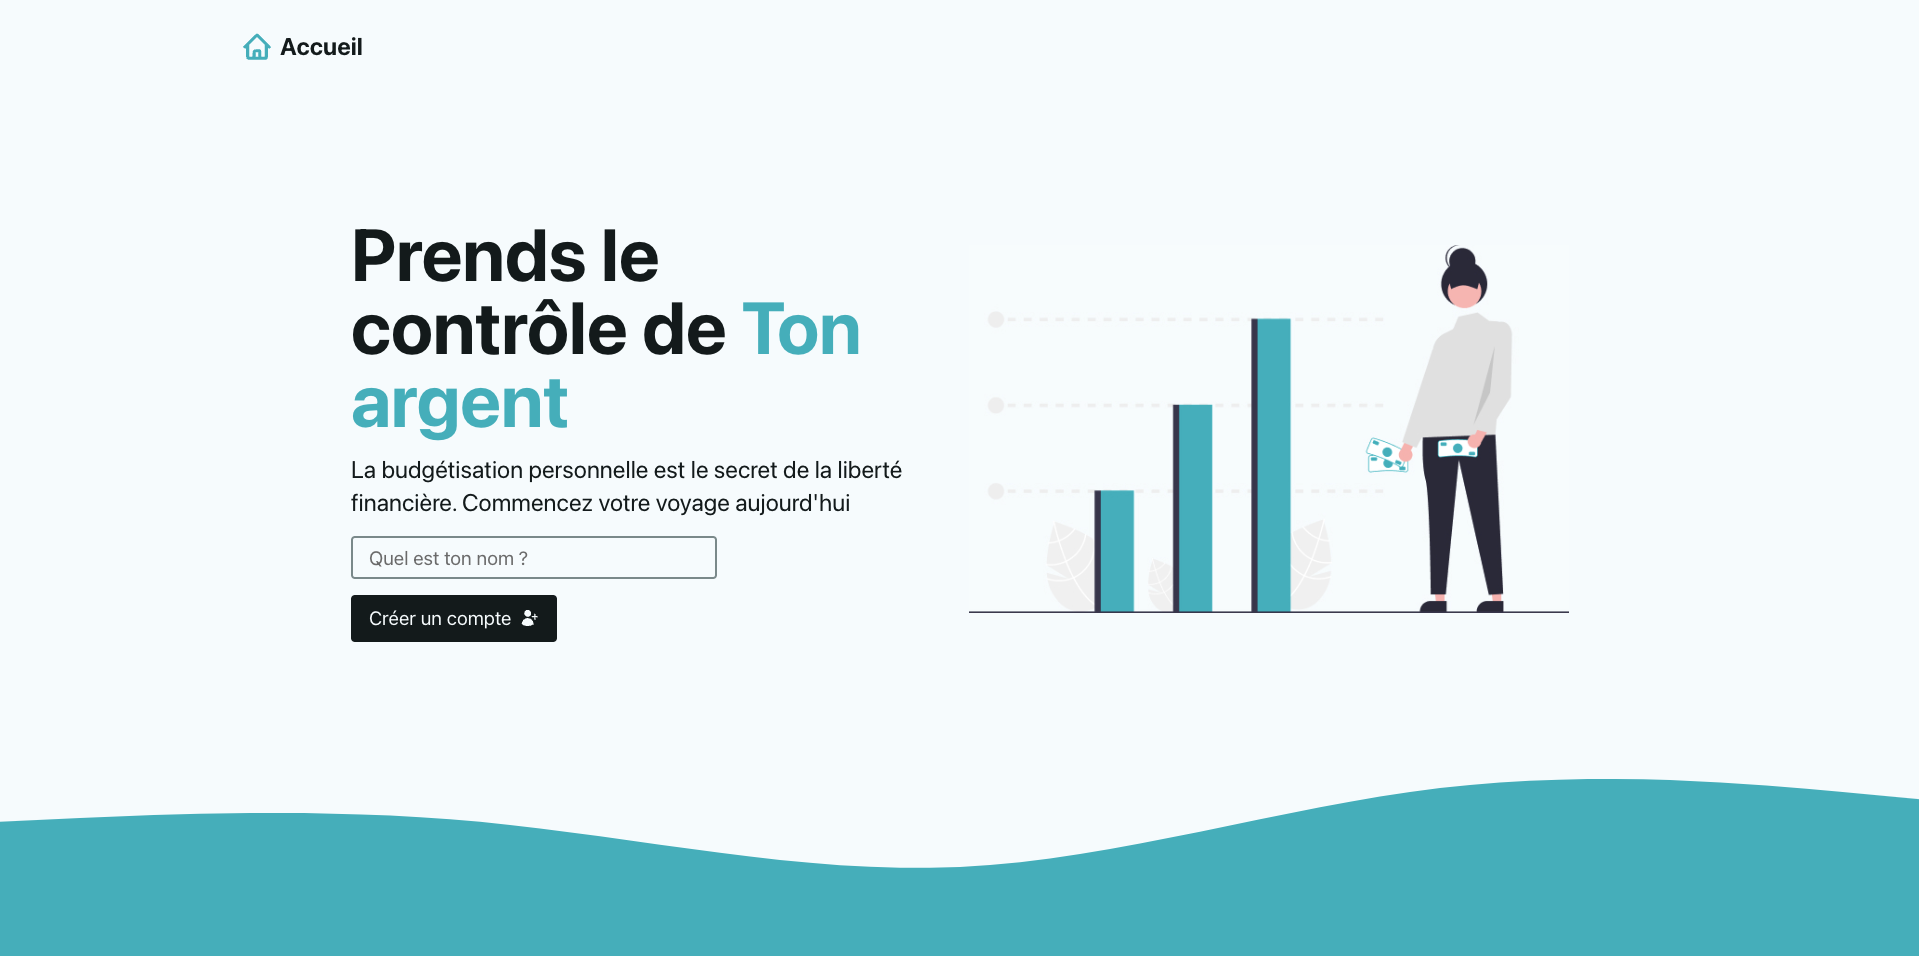 Accueil
Prends le
contrôle de Ton
argent
La budgétisation personnelle est le secret de la liberté
financière. Commencez votre voyage aujourd'hui
Quel est ton nom ?
Créer un compte